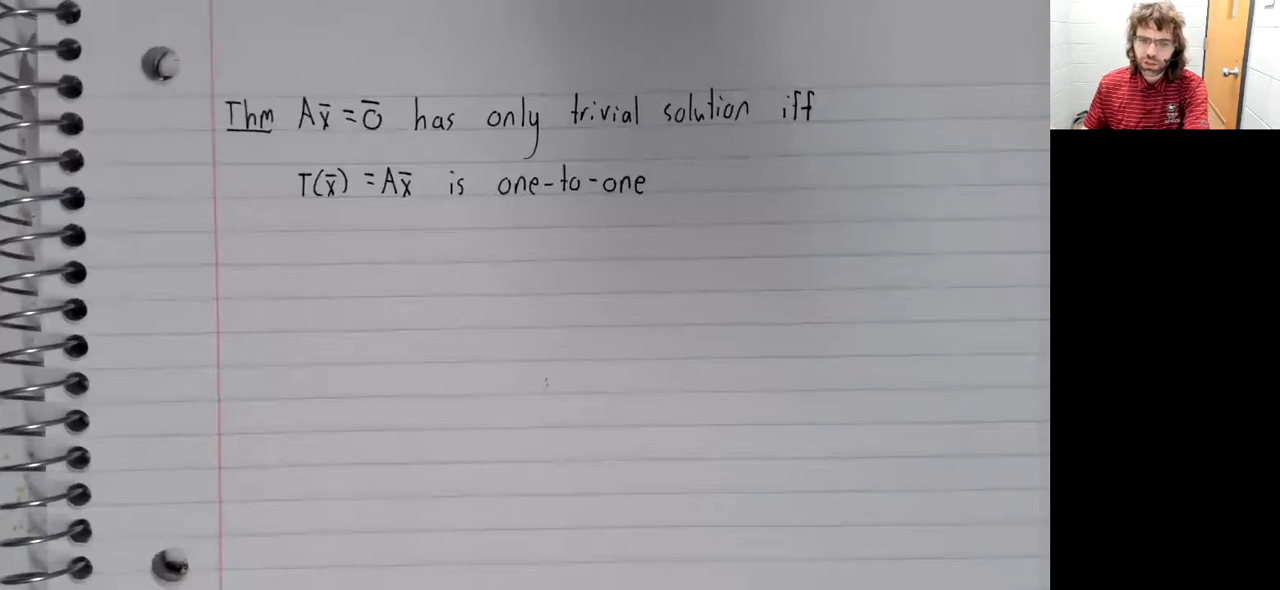 Thm Ax̄ = 0̄ has only trivial solution iff
T(x̄) = Ax̄ is one-to-one